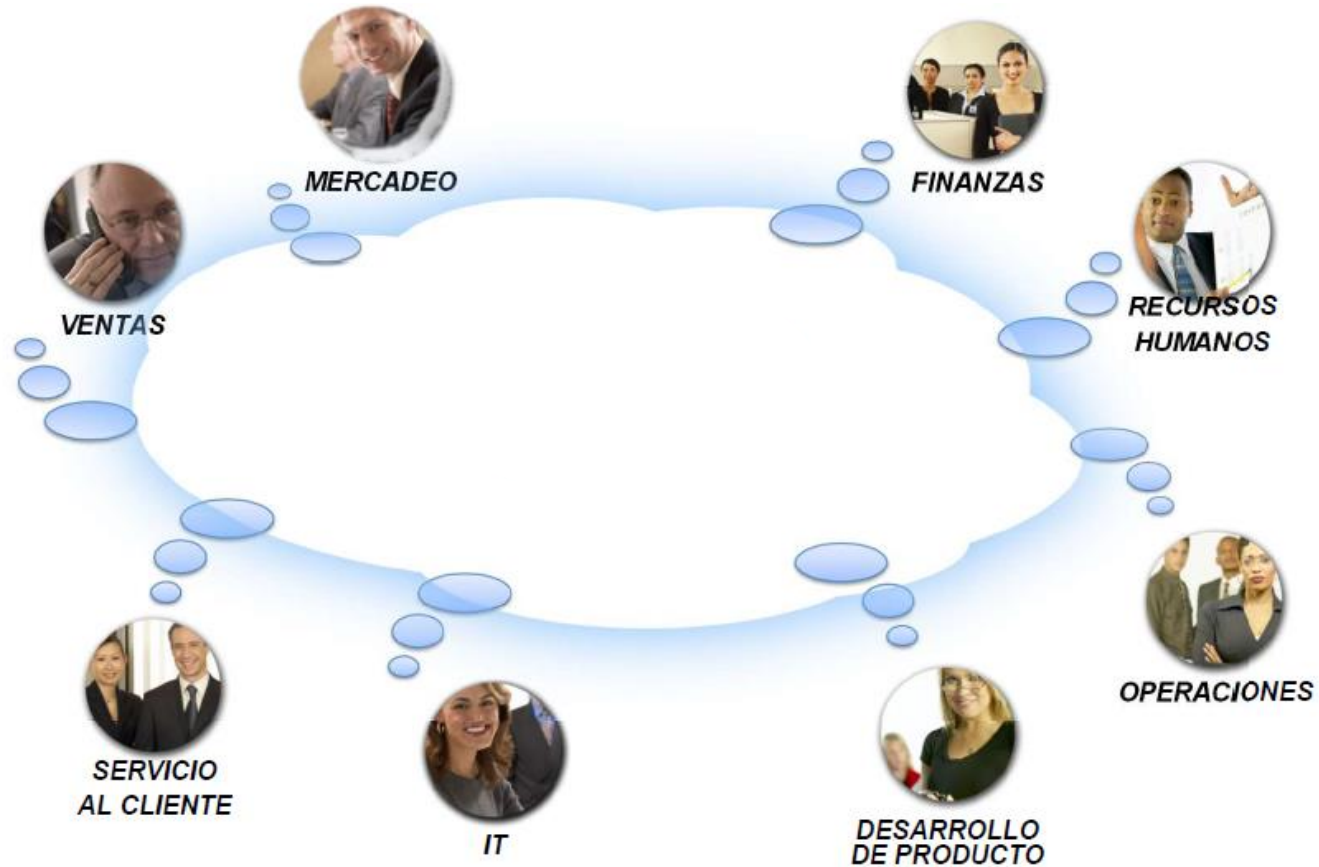 MERCADEO
FINANZAS
VENTAS
RECURSOS
HUMANOS
OPERACIONES
SERVICIO
AL CLIENTE
IT
DESARROLLO
DE PRODUCTO